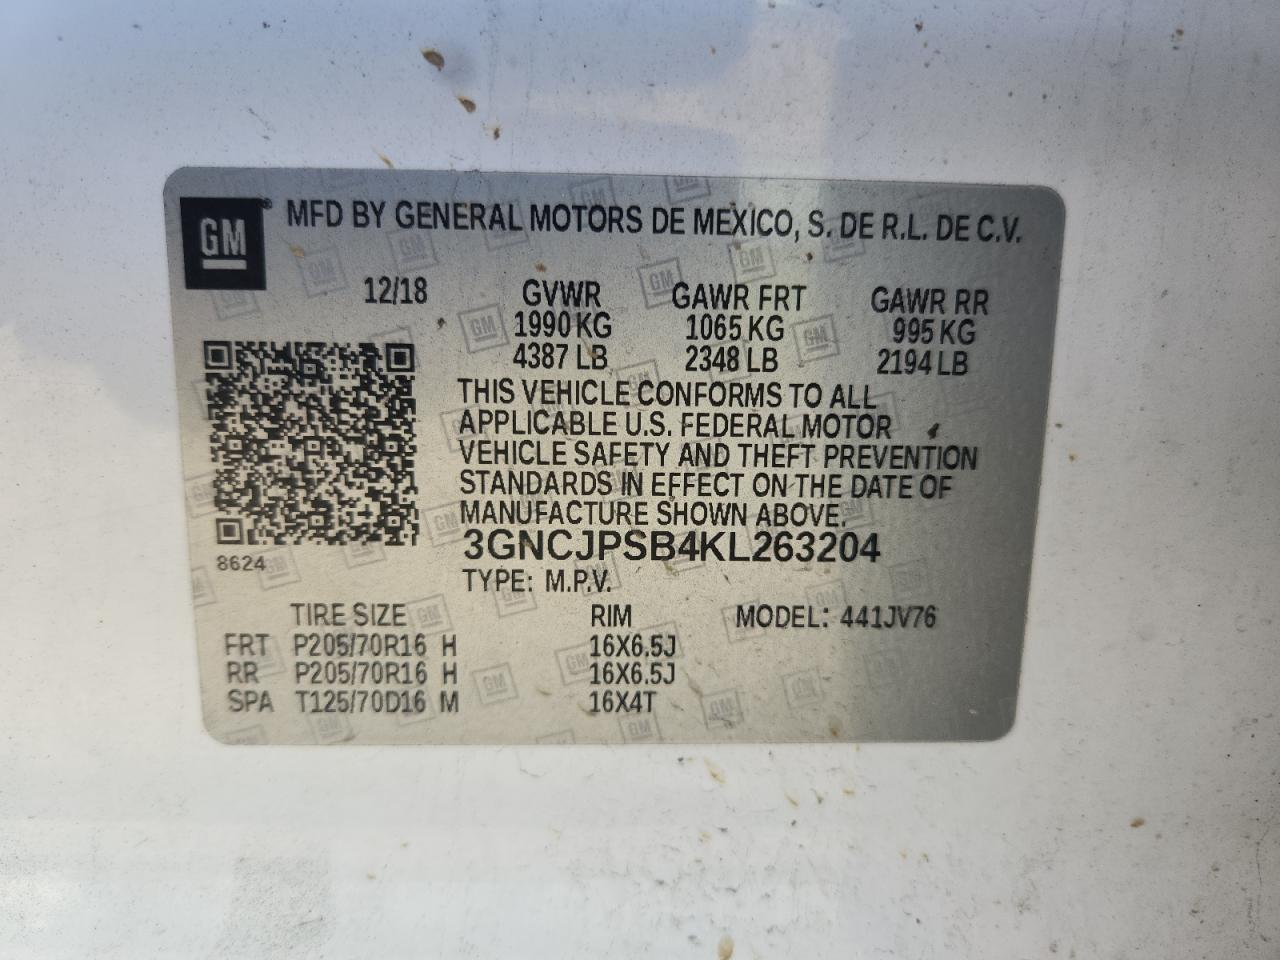 GM ® MFD BY GENERAL MOTORS DE MEXICO, S. DE R.L. DE C.V.
12/18 GVWR GAWR FRT GAWR RR
1990 KG 1065 KG 995 KG
4387 LB 2348 LB 2194 LB
THIS VEHICLE CONFORMS TO ALL
APPLICABLE U.S. FEDERAL MOTOR
VEHICLE SAFETY AND THEFT PREVENTION
STANDARDS IN EFFECT ON THE DATE OF
MANUFACTURE SHOWN ABOVE.
3GNCJPSB4KL263204
8624
TYPE: M.P.V.
TIRE SIZE RIM MODEL: 441JV76
FRT P205/70R16 H 16X6.5J
RR P205/70R16 H 16X6.5J
SPA T125/70D16 M 16X4T